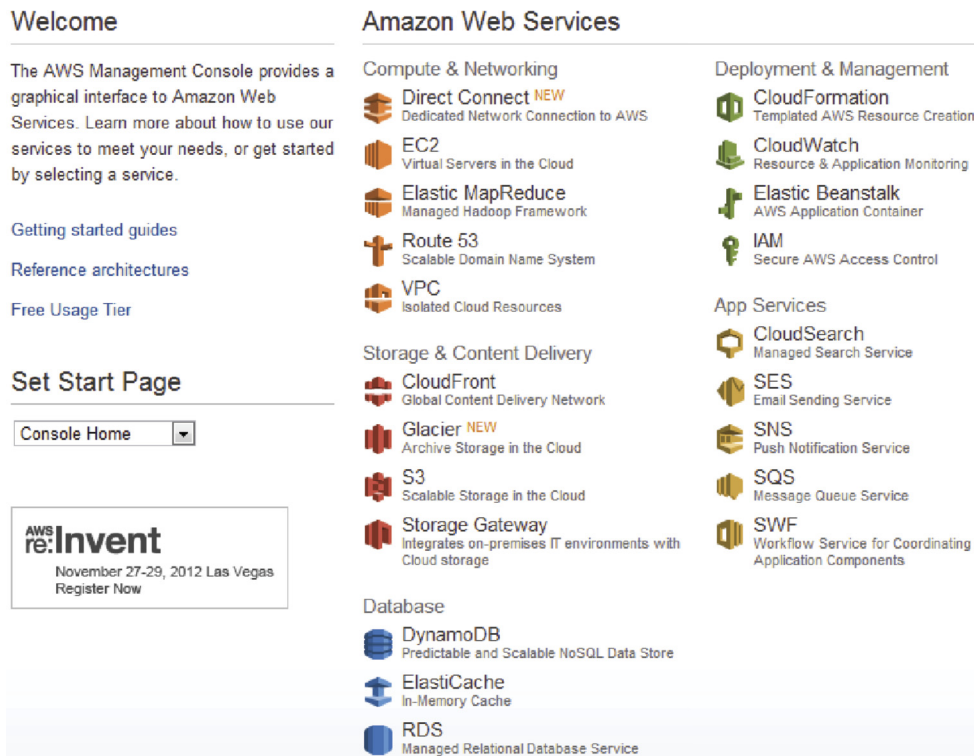 Welcome
The AWS Management Console provides a
graphical interface to Amazon Web
Services. Learn more about how to use our
services to meet your needs, or get started
by selecting a service.
Getting started guides
Reference architectures
Free Usage Tier
Set Start Page
Console Home
AWS
re:Invent
November 27-29, 2012 Las Vegas
Register Now
Amazon Web Services
Compute & Networking
Direct Connect NEW
Dedicated Network Connection to AWS
EC2
Virtual Servers in the Cloud
Elastic MapReduce
Managed Hadoop Framework
Route 53
Scalable Domain Name System
VPC
Isolated Cloud Resources
Storage & Content Delivery
CloudFront
Global Content Delivery Network
Glacier NEW
Archive Storage in the Cloud
S3
Scalable Storage in the Cloud
Storage Gateway
Integrates on-premises IT environments with
Cloud storage
Database
DynamoDB
Predictable and Scalable NoSQL Data Store
ElastiCache
In-Memory Cache
RDS
Managed Relational Database Service
Deployment & Management
CloudFormation
Templated AWS Resource Creation
CloudWatch
Resource & Application Monitoring
Elastic Beanstalk
AWS Application Container
IAM
Secure AWS Access Control
App Services
CloudSearch
Managed Search Service
SES
Email Sending Service
SNS
Push Notification Service
SQS
Message Queue Service
SWF
Workflow Service for Coordinating
Application Components